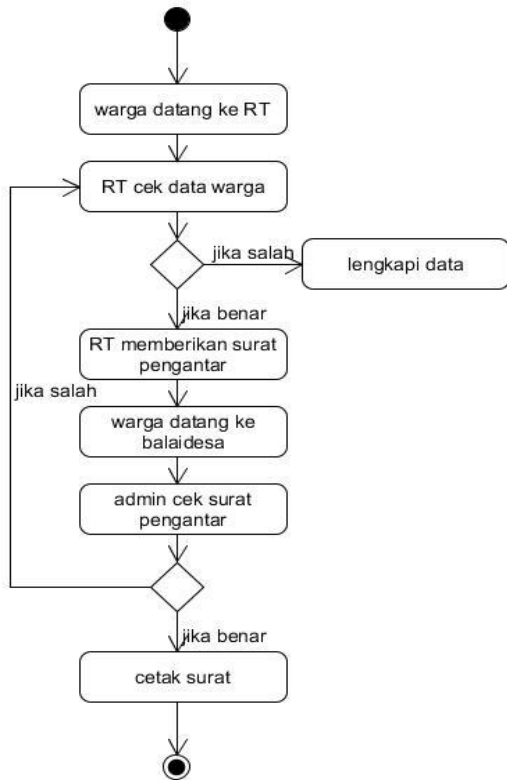 warga datang ke RT
RT cek data warga
jika salah
lengkapi data
jika benar
RT memberikan surat
pengantar
jika salah
warga datang ke
balaidesa
admin cek surat
pengantar
jika benar
cetak surat